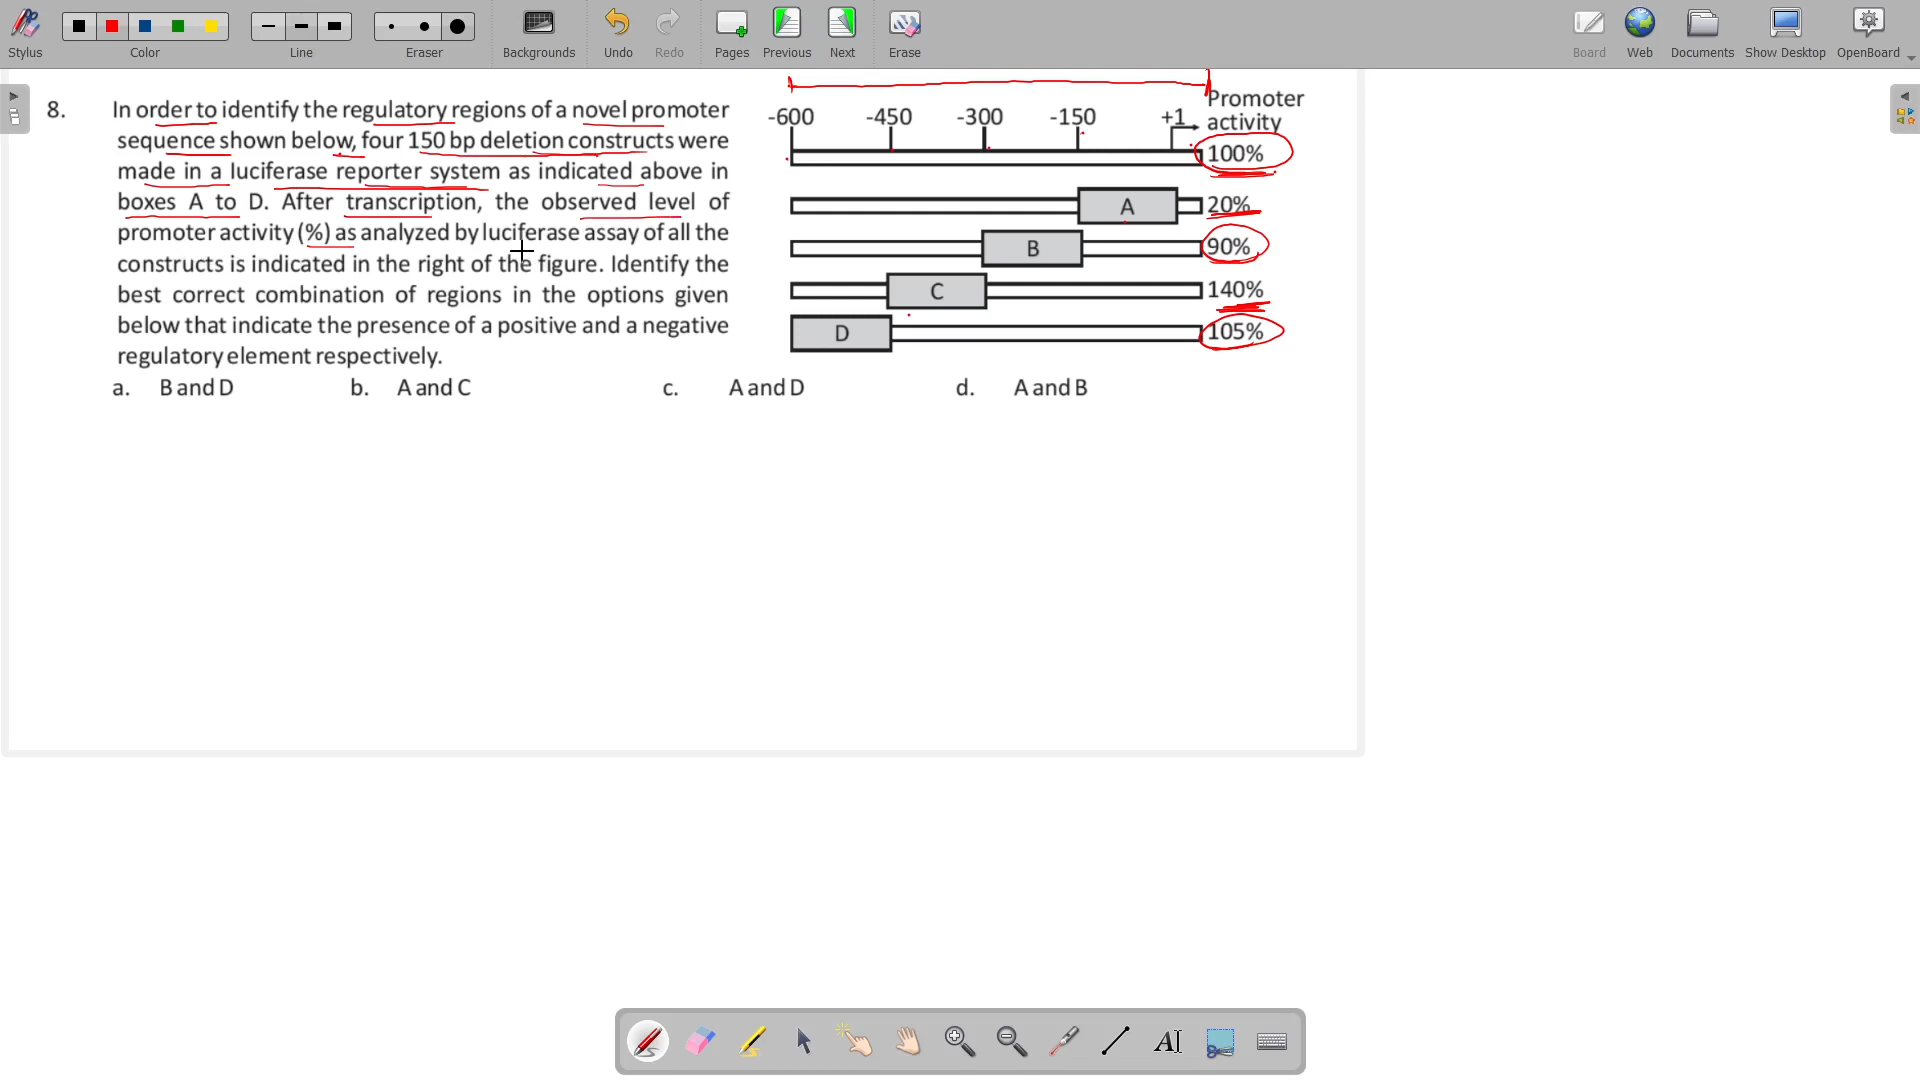 Stylus
Color
Line
Eraser
Backgrounds
Undo
Redo
Pages
Previous
Next
Erase
Board
Web
Documents
Show Desktop
OpenBoard
8. In order to identify the regulatory regions of a novel promoter
sequence shown below, four 150 bp deletion constructs were
made in a luciferase reporter system as indicated above in
boxes A to D. After transcription, the observed level of
promoter activity (%) as analyzed by luciferase assay of all the
constructs is indicated in the right of the figure. Identify the
best correct combination of regions in the options given
below that indicate the presence of a positive and a negative
regulatory element respectively.
-600 -450 -300 -150 +1
Promoter
activity
100%
A 20%
B 90%
C 140%
D 105%
a. B and D b. A and C c. A and D d. A and B
AI